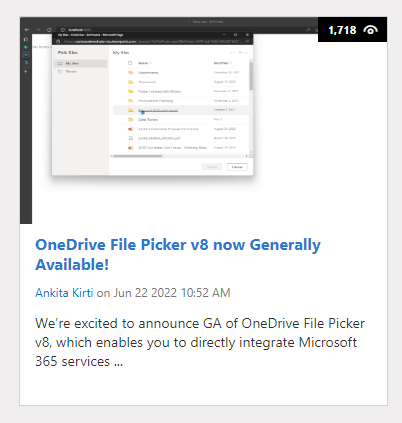 1,718
Pick files
My files
Name
Modified
My files
Recent
OneDrive File Picker v8 now Generally
Available!
Ankita Kirti on Jun 22 2022 10:52 AM
We're excited to announce GA of OneDrive File Picker
v8, which enables you to directly integrate Microsoft
365 services ...